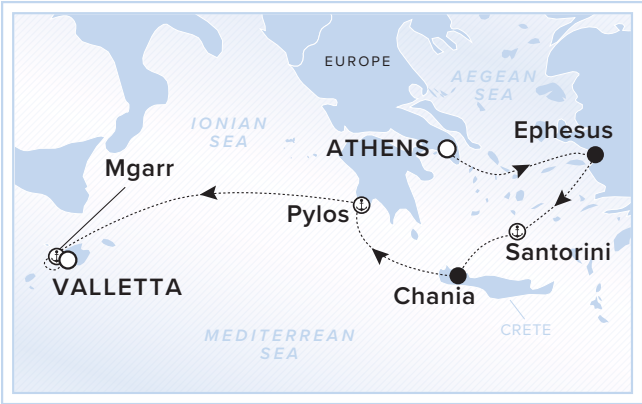 EUROPE
AEGEAN
SEA
IONIAN
SEA
Ephesus
ATHENS
Mgarr
Pylos
Santorini
VALLETTA
Chania
CRETE
MEDITERREAN
SEA